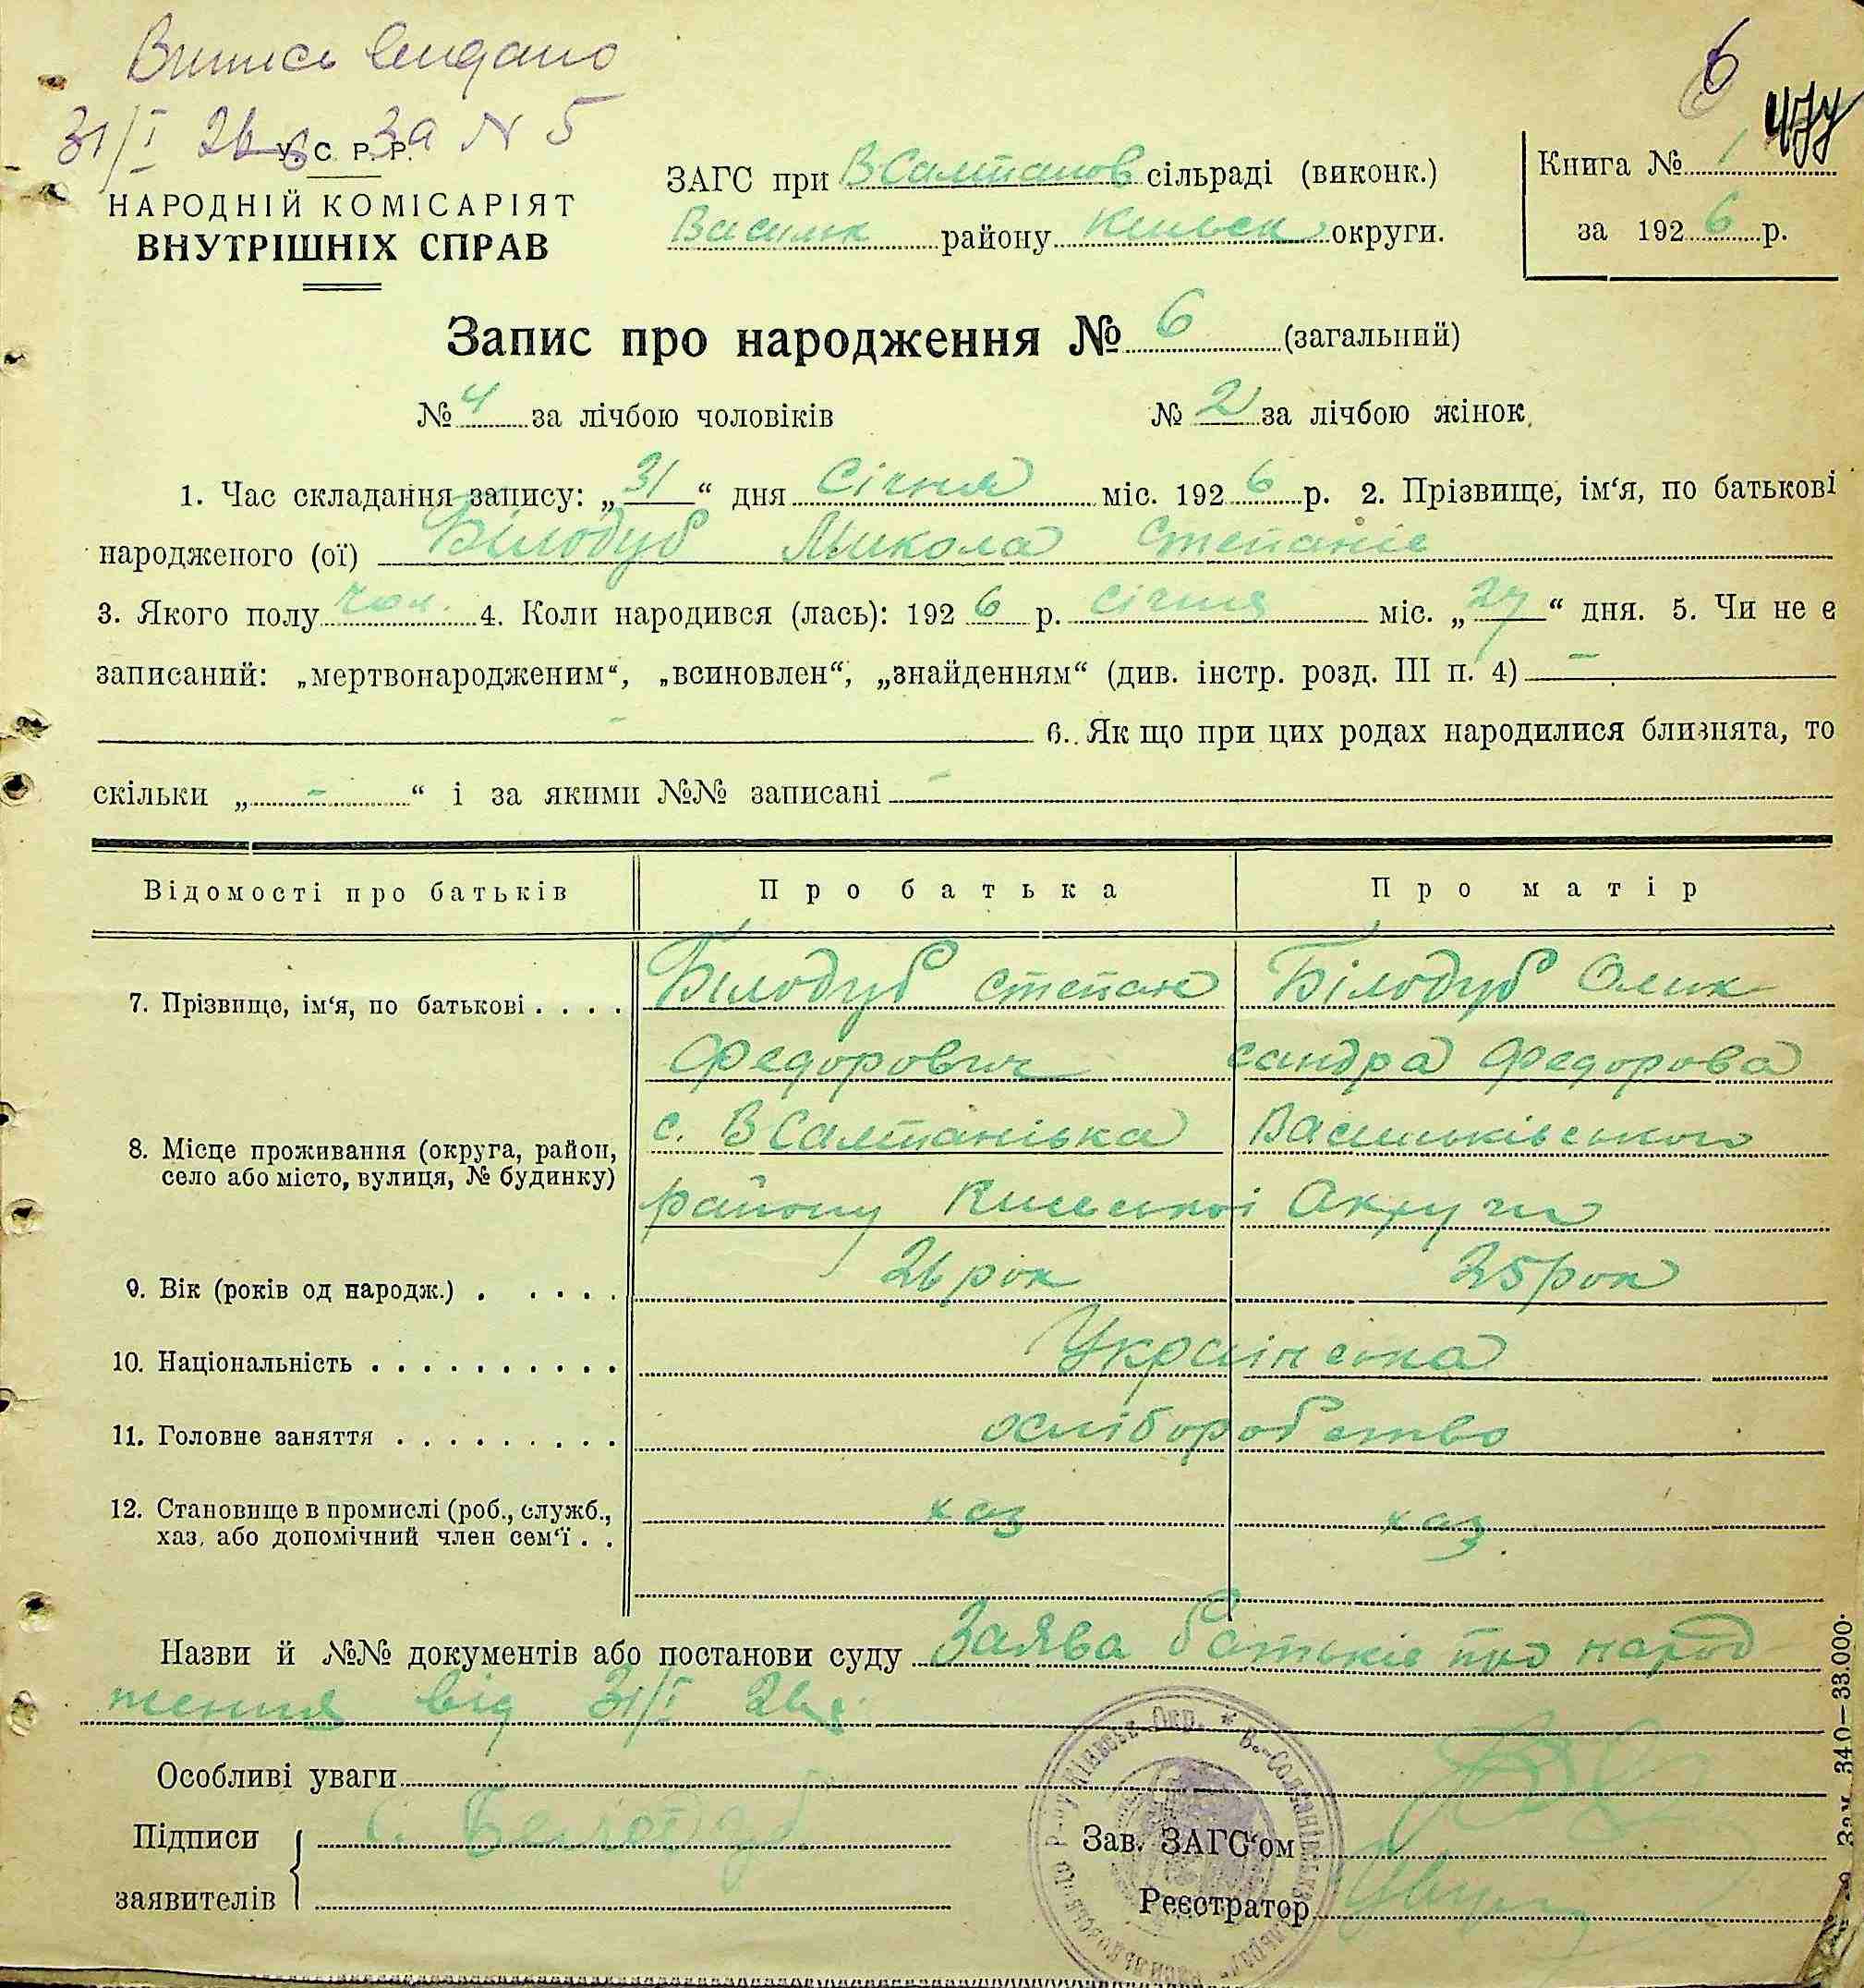 Випись видано
6
477
31/I 26 р за N 5
У. С. Р. Р.
НАРОДНІЙ КОМІСАРІЯТ
ВНУТРІШНІХ СПРАВ
ЗАГС при В Салтанов сільраді (виконк.)
Васильк району Київськ округи.
Книга № 1
за 1926 р.
Запис про народження № 6 (загальний)
№ 4 за лічбою чоловіків № 2 за лічбою жінок.
1. Час складання запису: „31“ дня Січня міс. 1926 р. 2. Прізвище, ім‘я, по батькові
народженого (ої) Білодуб Микола Степанів
3. Якого полу чол. 4. Коли народився (лась): 1926 р. січня міс. „27“ дня. 5. Чи не є
записаний: „мертвонародженим“, „всиновлен“, „знайденням“ (див. інстр. розд. III п. 4) –
– 6. Як що при цих родах народилися близнята, то
скільки „–“ і за якими №№ записані –
Відомості про батьків Про батька Про матір
7. Прізвище, ім‘я, по батькові . . . . Білодуб Степан Білодуб Олик
Федорович сандра Федорова
8. Місце проживання (округа, район, с. В Салтанівка Васильківського
село або місто, вулиця, № будинку)
району Київської Округи
9. Вік (років од народж.) . . . . . 26 рок 25 рок
10. Національність . . . . . . . . . . Українська
11. Головне заняття . . . . . . . . . хліборобство
12. Становище в промислі (роб., служб., хаз хаз.
хаз, або допомічний член сем‘ї . .
Назви й №№ документів або постанови суду Заява батьків про народ
ження від 31/I 26 р.
Особливі уваги
Підписи С. Белодуб
заявителів
Зав. ЗАГС‘ом
Реєстратор
Зам. 340—33.000.